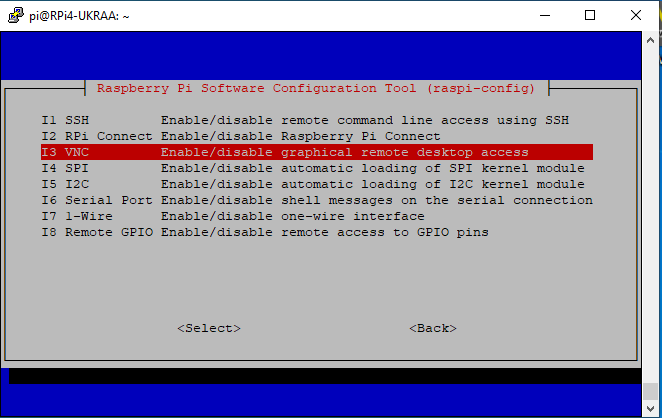 pi@RPi4-UKRAA: ~
Raspberry Pi Software Configuration Tool (raspi-config)
I1 SSH Enable/disable remote command line access using SSH
I2 RPi Connect Enable/disable Raspberry Pi Connect
I3 VNC Enable/disable graphical remote desktop access
I4 SPI Enable/disable automatic loading of SPI kernel module
I5 I2C Enable/disable automatic loading of I2C kernel module
I6 Serial Port Enable/disable shell messages on the serial connection
I7 1-Wire Enable/disable one-wire interface
I8 Remote GPIO Enable/disable remote access to GPIO pins
<Select> <Back>